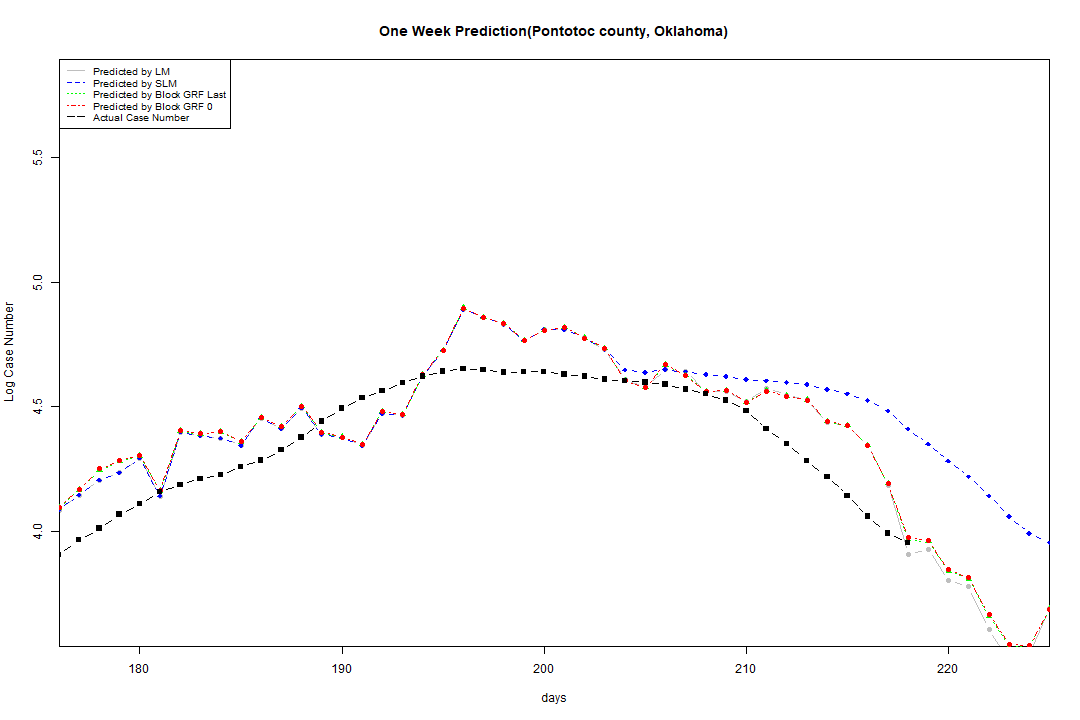 One Week Prediction(Pontotoc county, Oklahoma)
Predicted by LM
Predicted by SLM
Predicted by Block GRF Last
Predicted by Block GRF 0
Actual Case Number
Log Case Number
5.5
5.0
4.5
4.0
180 190 200 210 220
days